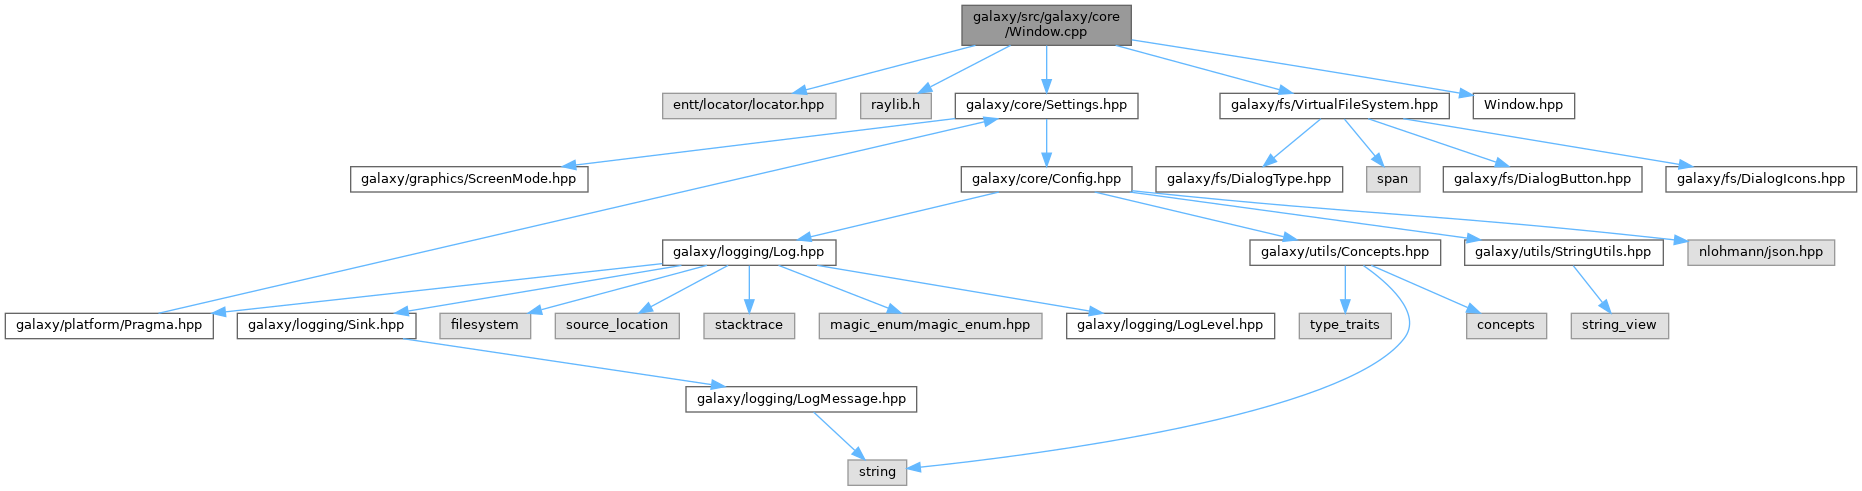 galaxy/src/galaxy/core
/Window.cpp
entt/locator/locator.hpp
raylib.h
galaxy/core/Settings.hpp
galaxy/fs/VirtualFileSystem.hpp
Window.hpp
galaxy/graphics/ScreenMode.hpp
galaxy/core/Config.hpp
galaxy/fs/DialogType.hpp
span
galaxy/fs/DialogButton.hpp
galaxy/fs/DialogIcons.hpp
galaxy/logging/Log.hpp
galaxy/utils/Concepts.hpp
galaxy/utils/StringUtils.hpp
nlohmann/json.hpp
galaxy/platform/Pragma.hpp
galaxy/logging/Sink.hpp
filesystem
source_location
stacktrace
magic_enum/magic_enum.hpp
galaxy/logging/LogLevel.hpp
type_traits
concepts
string_view
galaxy/logging/LogMessage.hpp
string